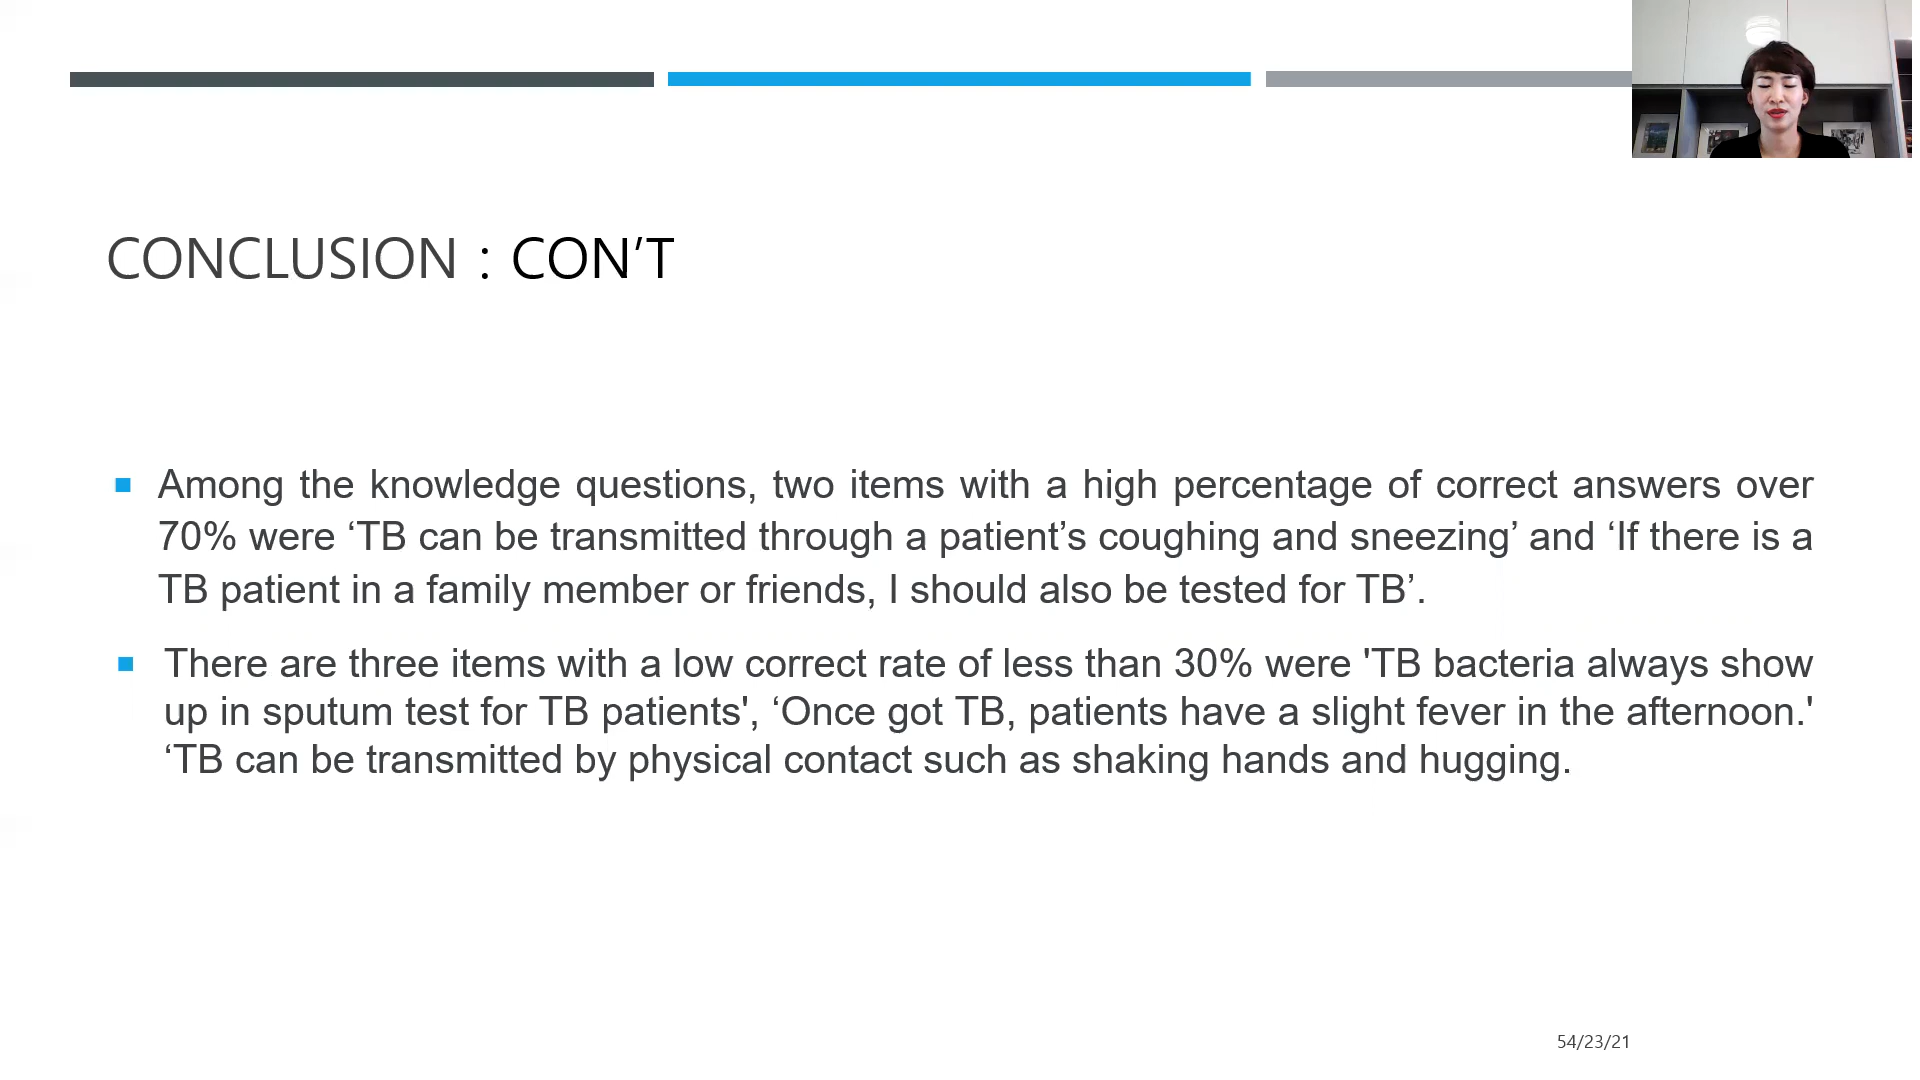 CONCLUSION : CON’T
Among the knowledge questions, two items with a high percentage of correct answers over
70% were ‘TB can be transmitted through a patient’s coughing and sneezing’ and ‘If there is a
TB patient in a family member or friends, I should also be tested for TB’.
There are three items with a low correct rate of less than 30% were 'TB bacteria always show
up in sputum test for TB patients', ‘Once got TB, patients have a slight fever in the afternoon.'
‘TB can be transmitted by physical contact such as shaking hands and hugging.
54/23/21